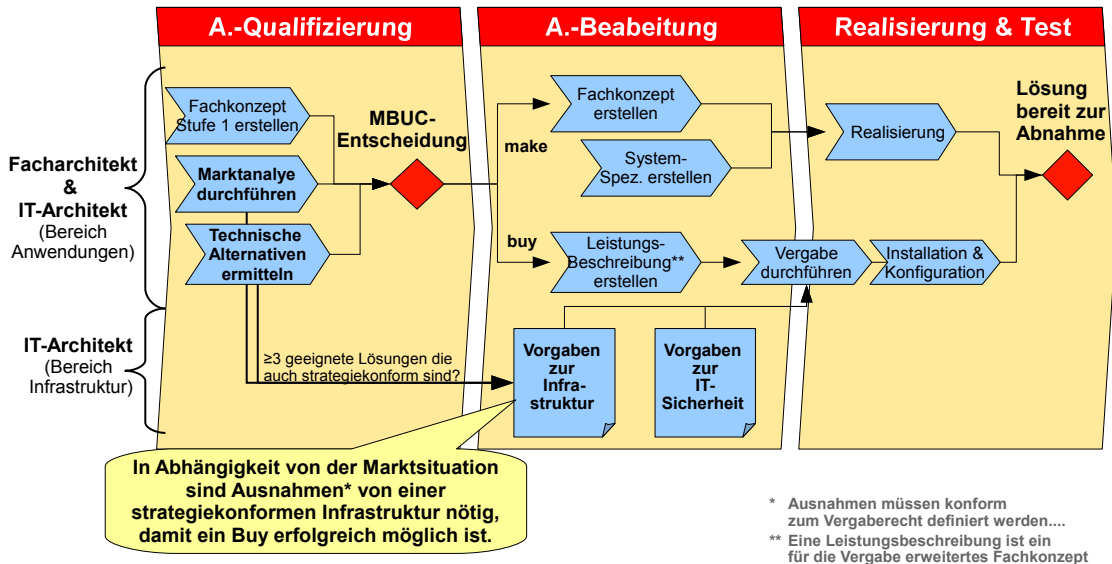 A.-Qualifizierung
A.-Beabeitung
Realisierung & Test
Facharchitekt
&
IT-Architekt
(Bereich
Anwendungen)
IT-Architekt
(Bereich
Infrastruktur)
Fachkonzept
Stufe 1 erstellen
Marktanalye
durchführen
Technische
Alternativen
ermitteln
MBUC-
Entscheidung
make
buy
Fachkonzept
erstellen
System-
Spez. erstellen
Leistungs-
Beschreibung**
erstellen
Realisierung
Vergabe
durchführen
Installation &
Konfiguration
Lösung
bereit zur
Abnahme
≥3 geeignete Lösungen die
auch strategiekonform sind?
Vorgaben
zur
Infra-
struktur
Vorgaben
zur
IT-
Sicherheit
In Abhängigkeit von der Marktsituation
sind Ausnahmen* von einer
strategiekonformen Infrastruktur nötig,
damit ein Buy erfolgreich möglich ist.
* Ausnahmen müssen konform
zum Vergaberecht definiert werden....
** Eine Leistungsbeschreibung ist ein
für die Vergabe erweitertes Fachkonzept